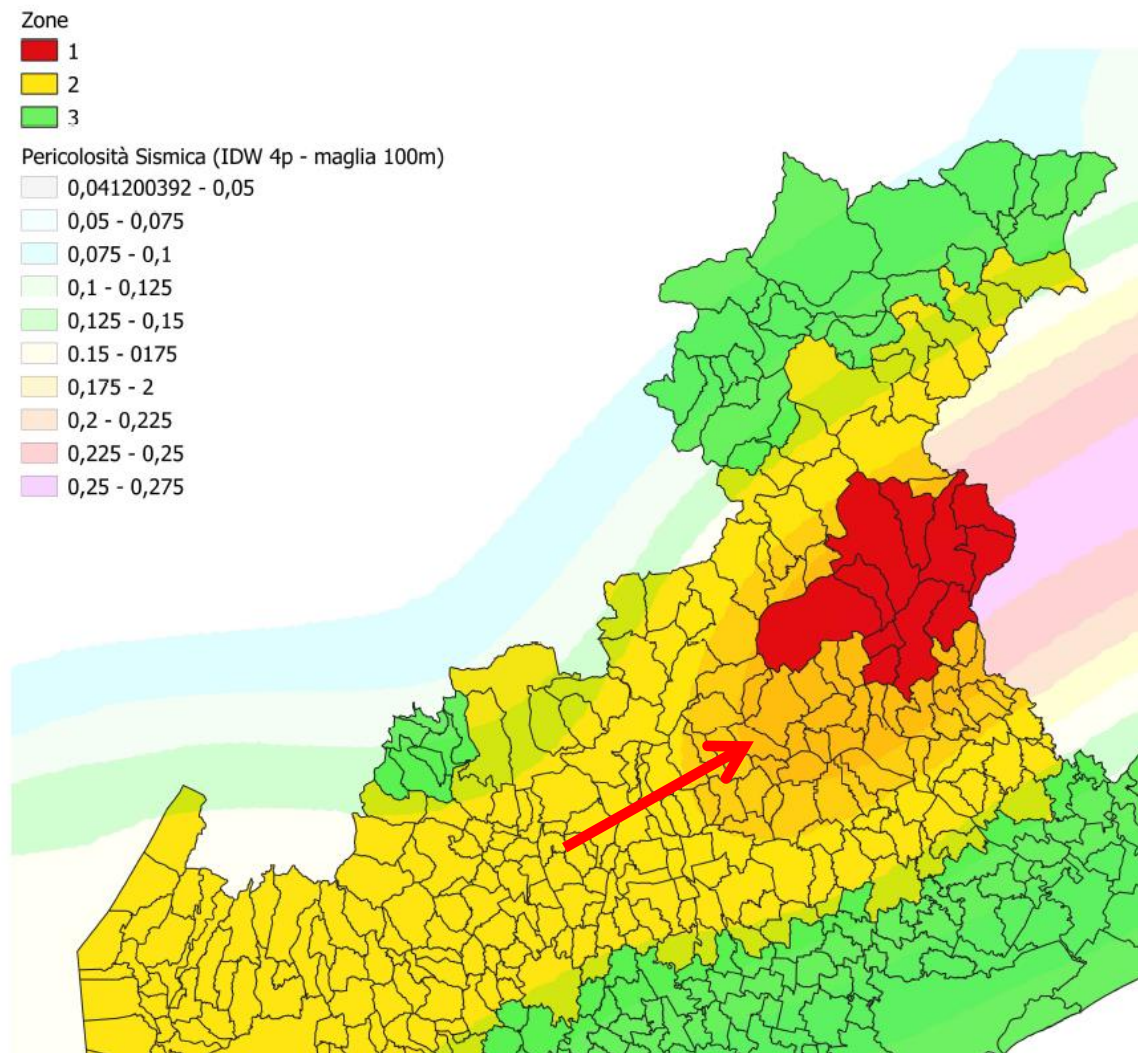 Zone
1
2
3
Pericolosità Sismica (IDW 4p - maglia 100m)
0,041200392 - 0,05
0,05 - 0,075
0,075 - 0,1
0,1 - 0,125
0,125 - 0,15
0.15 - 0175
0,175 - 2
0,2 - 0,225
0,225 - 0,25
0,25 - 0,275